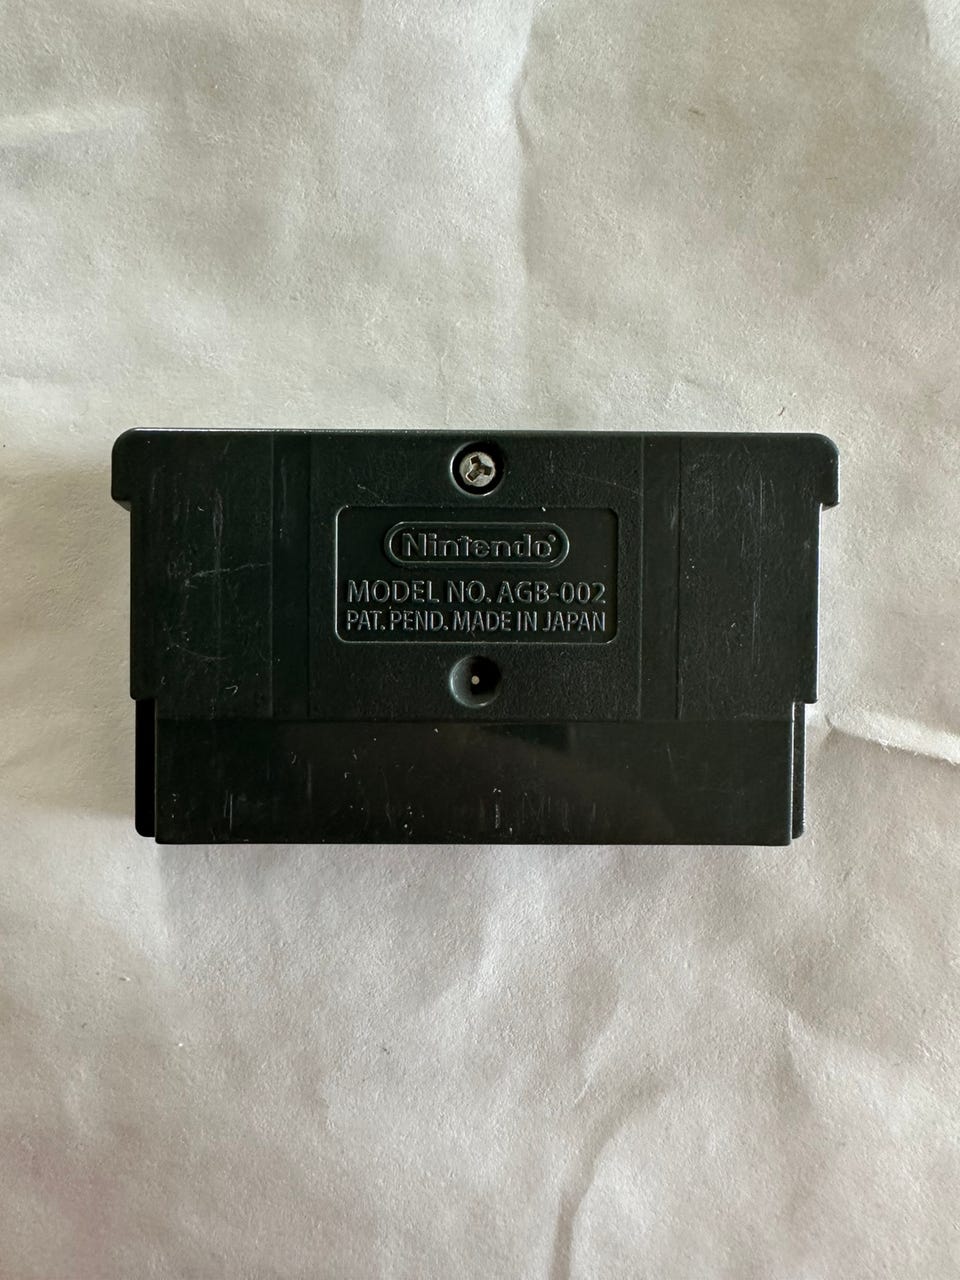 Nintendo®
MODEL NO. AGB-002
PAT. PEND. MADE IN JAPAN